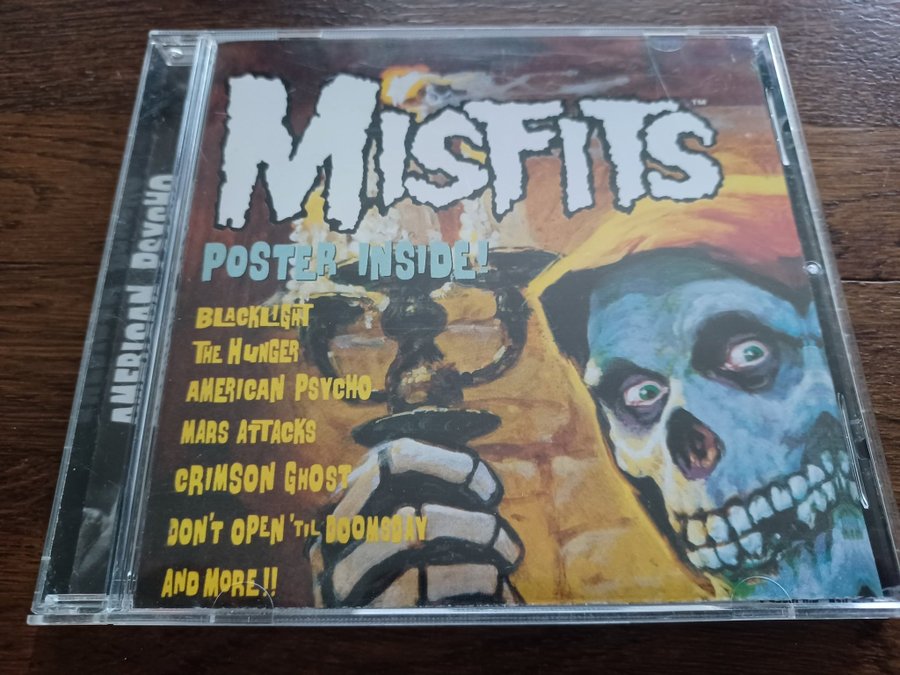 MISFITS™
POSTER INSIDE!
BLACKLIGHT
THE HUNGER
AMERICAN PSYCHO
MARS ATTACKS
CRIMSON GHOST
DON'T OPEN 'TIL DOOMSDAY
AND MORE!!
AMERICAN PSYCHO